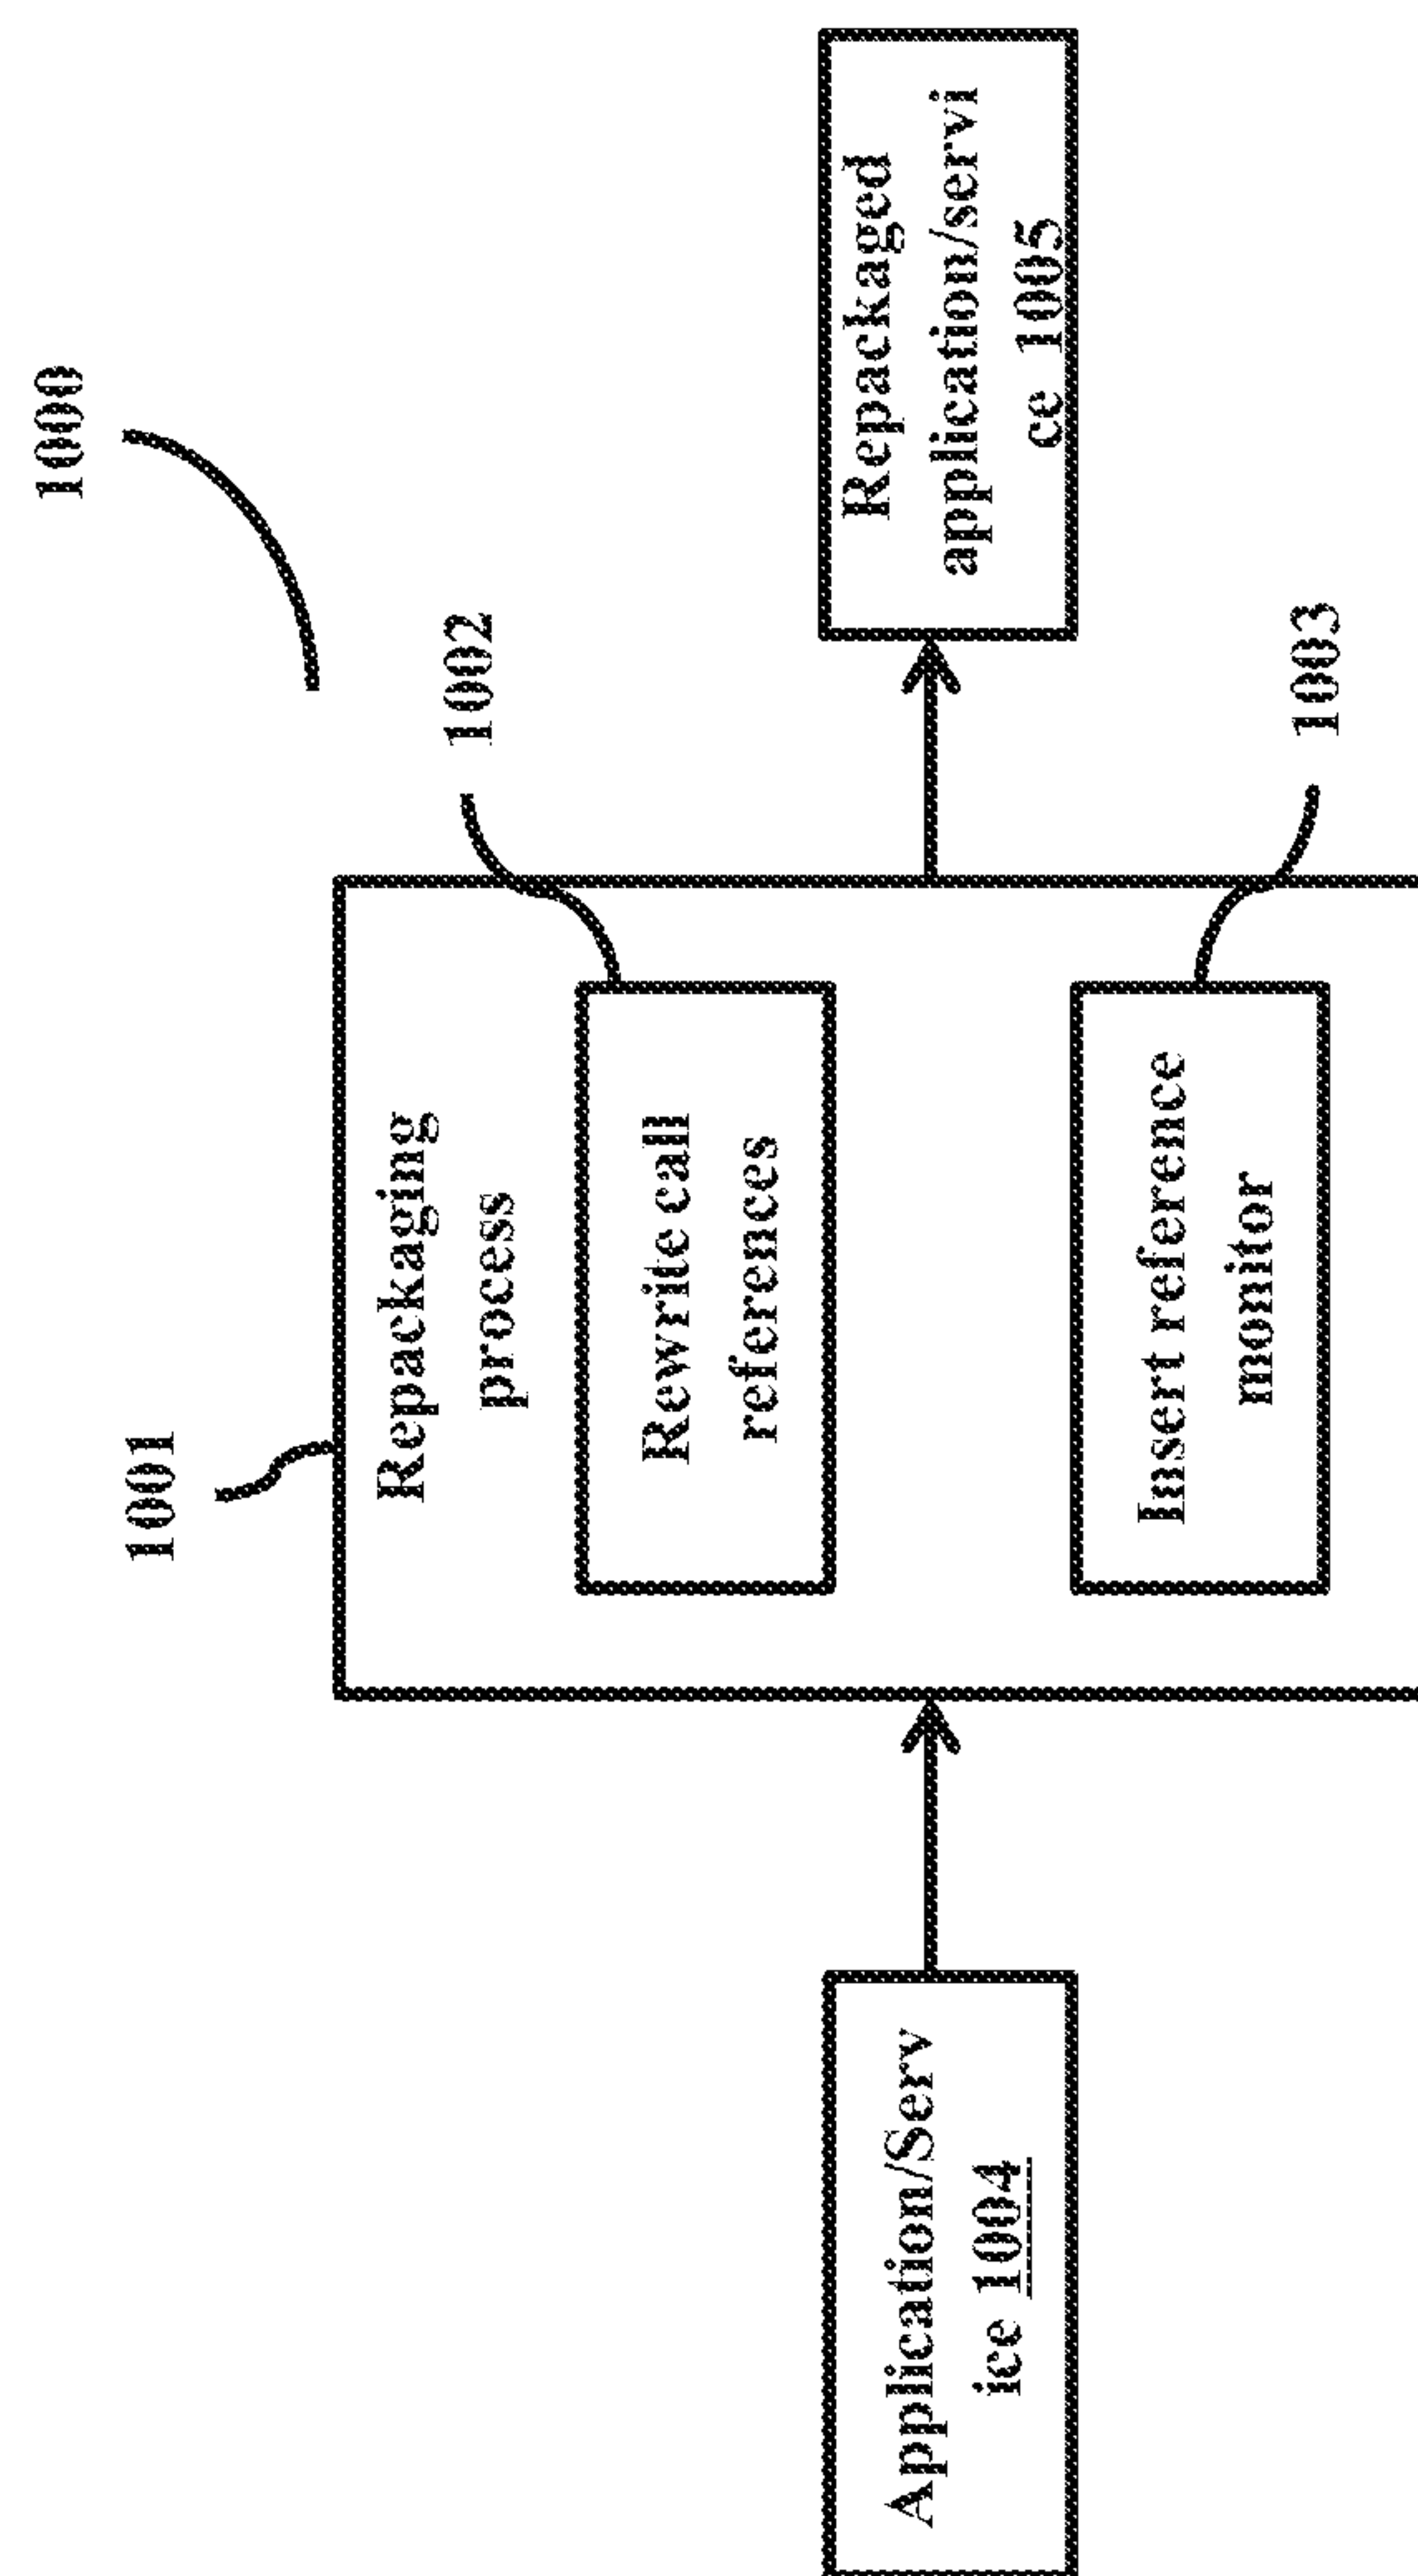 1000
1001
1002
Repackaging
process
Rewrite call
references
Insert reference
monitor
1003
Application/Serv
ice 1004
Repackaged
application/servi
ce 1005